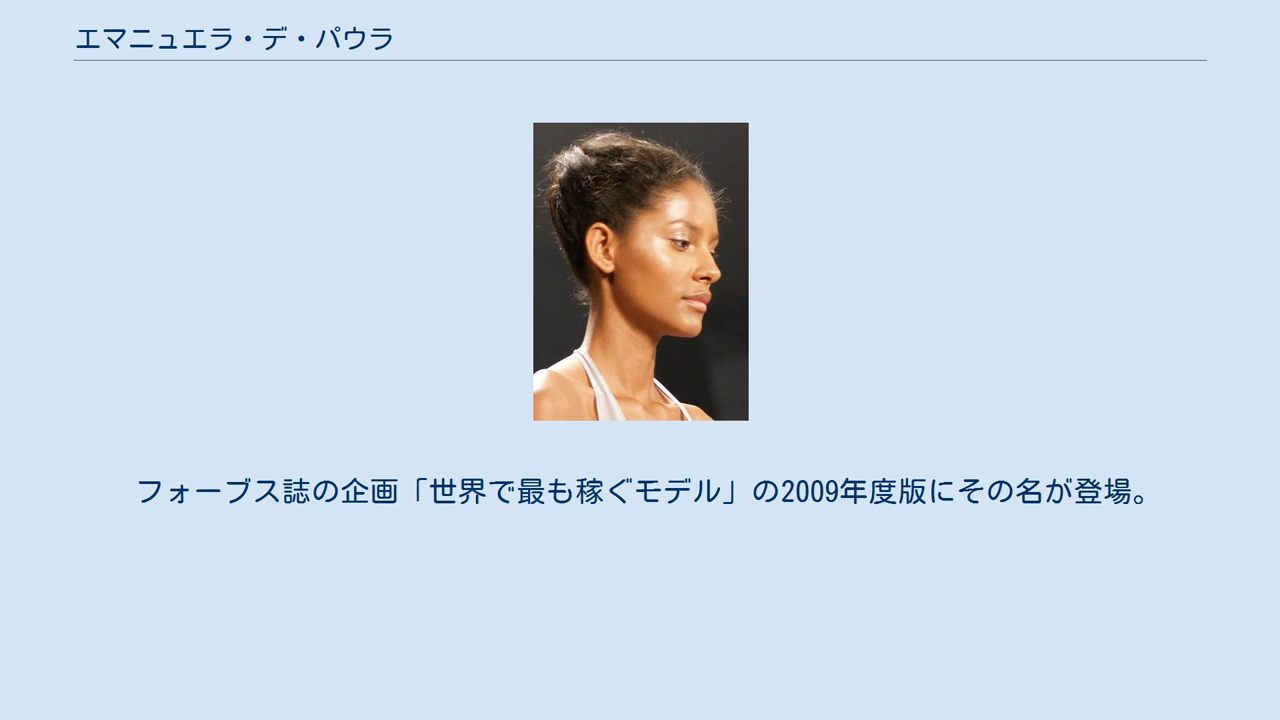 エマニュエラ・デ・パウラ
フォーブス誌の企画「世界で最も稼ぐモデル」の2009年度版にその名が登場。